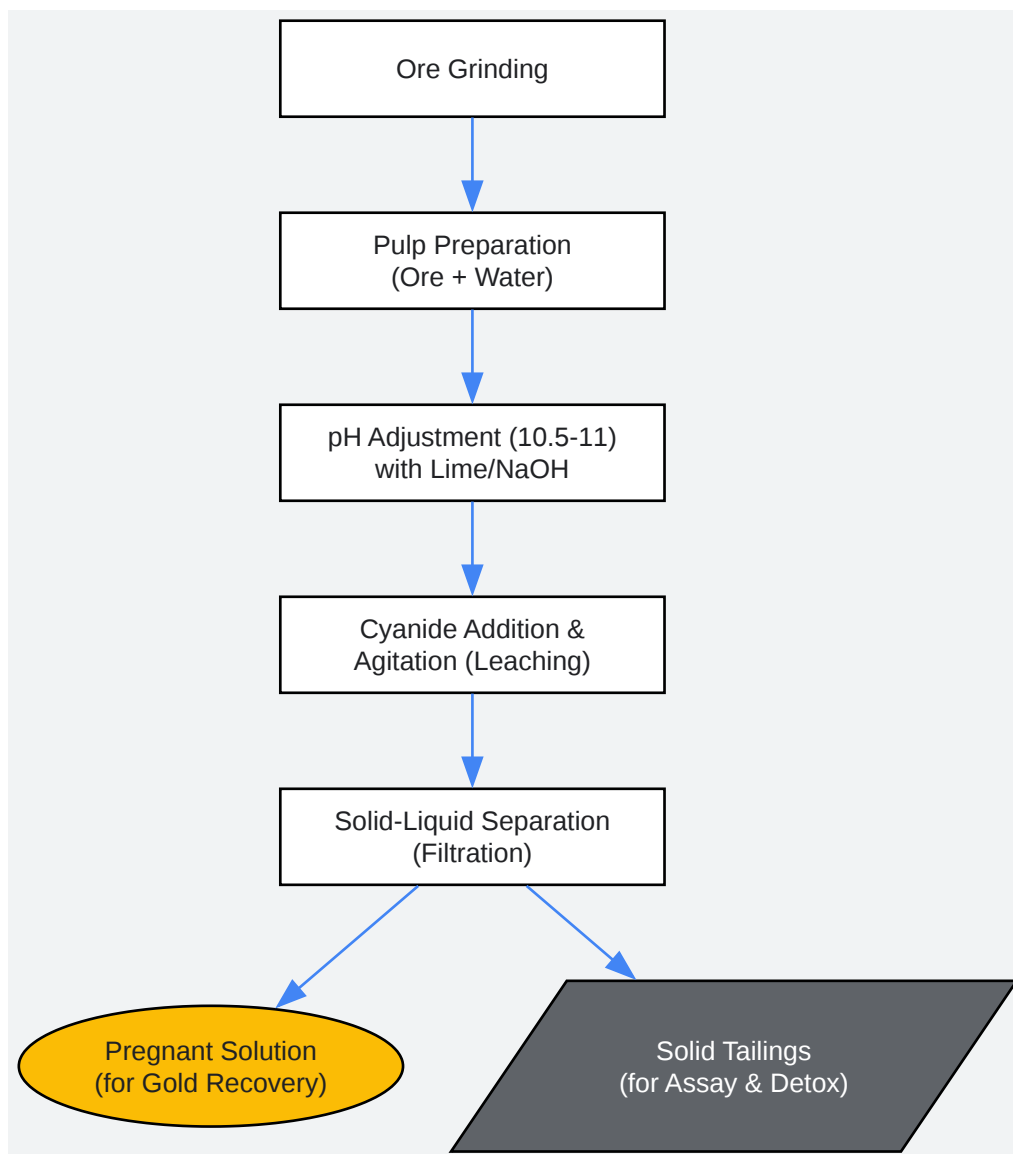 Ore Grinding
Pulp Preparation
(Ore + Water)
pH Adjustment (10.5-11)
with Lime/NaOH
Cyanide Addition &
Agitation (Leaching)
Solid-Liquid Separation
(Filtration)
Pregnant Solution
(for Gold Recovery)
Solid Tailings
(for Assay & Detox)